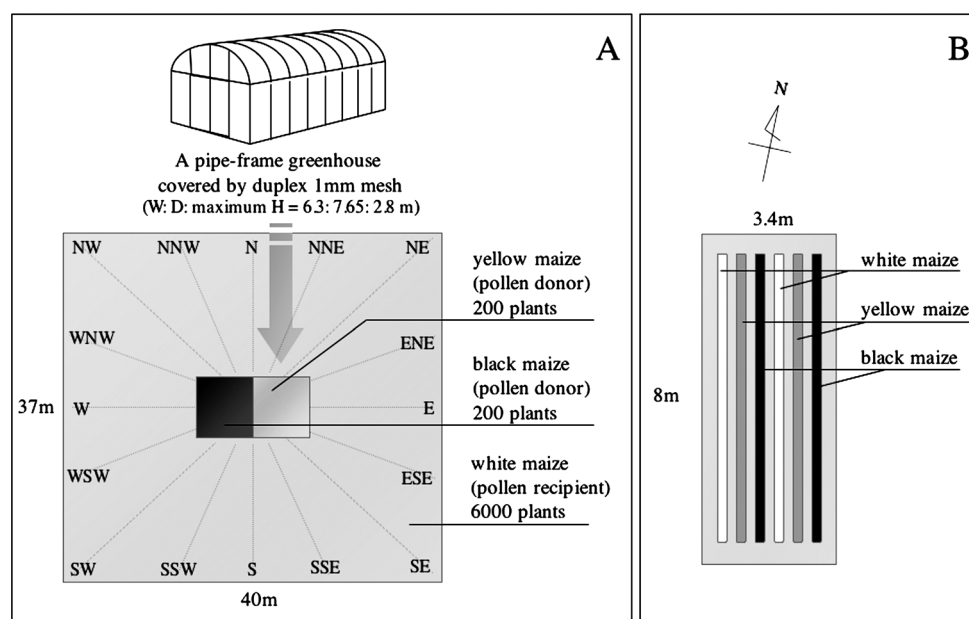 A
A pipe-frame greenhouse
covered by duplex 1mm mesh
(W: D: maximum H = 6.3: 7.65: 2.8 m)
NW NNW N NNE NE
WNW ENE
W E
WSW ESE
SW SSW S SSE SE
37m
40m
yellow maize
(pollen donor)
200 plants
black maize
(pollen donor)
200 plants
white maize
(pollen recipient)
6000 plants
B
N
3.4m
white maize
yellow maize
black maize
8m